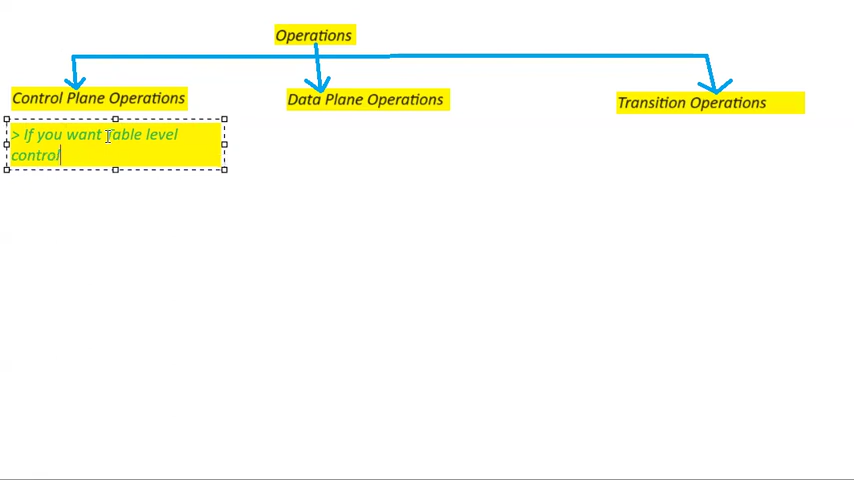 Operations
Control Plane Operations
Data Plane Operations
Transition Operations
> If you want Table level
control